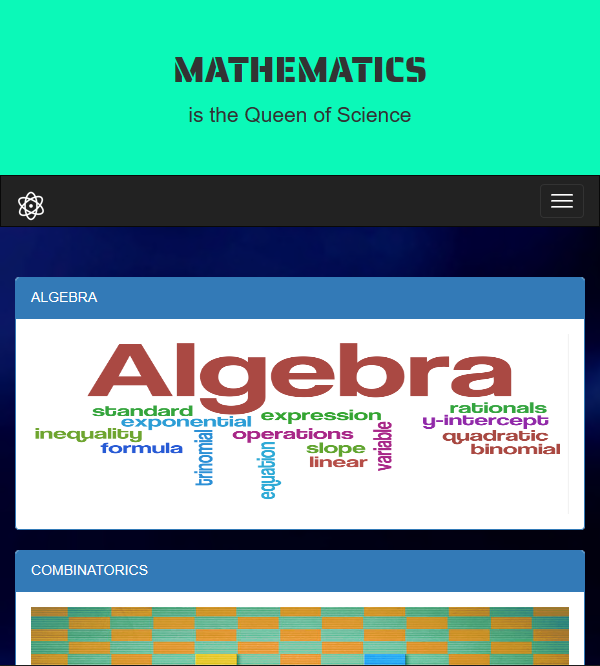 MATHEMATICS
is the Queen of Science
ALGEBRA
Algebra
standard
rationals
exponential
expression
y-intercept
inequality
operations
quadratic
formula
trinomial
equation
slope
variable
binomial
linear
COMBINATORICS